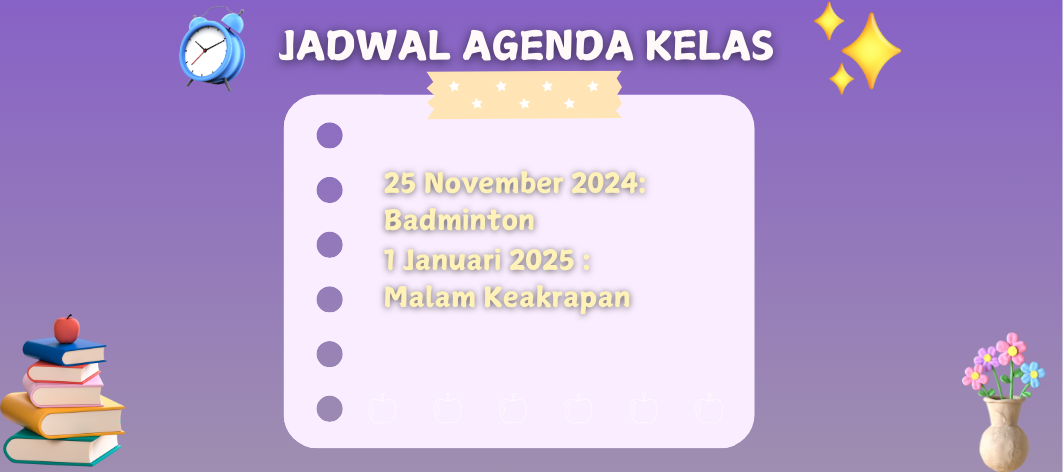 JADWAL AGENDA KELAS
25 November 2024:
Badminton
1 Januari 2025 :
Malam Keakrapan